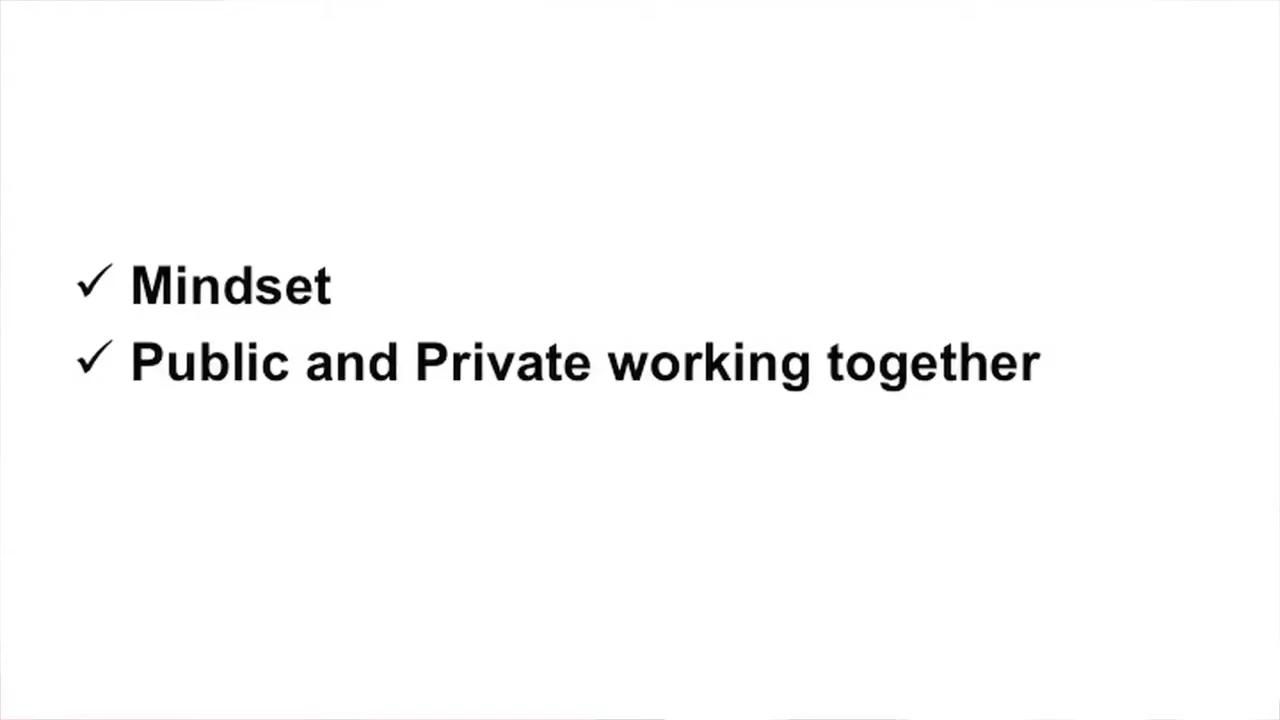 ✓ Mindset
✓ Public and Private working together